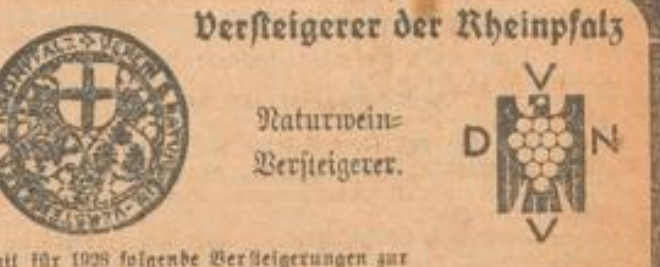 Versteigerer der Rheinpfalz
Naturwein=
Versteigerer.
V
D N
V
für 1928 folgende Versteigerungen zur